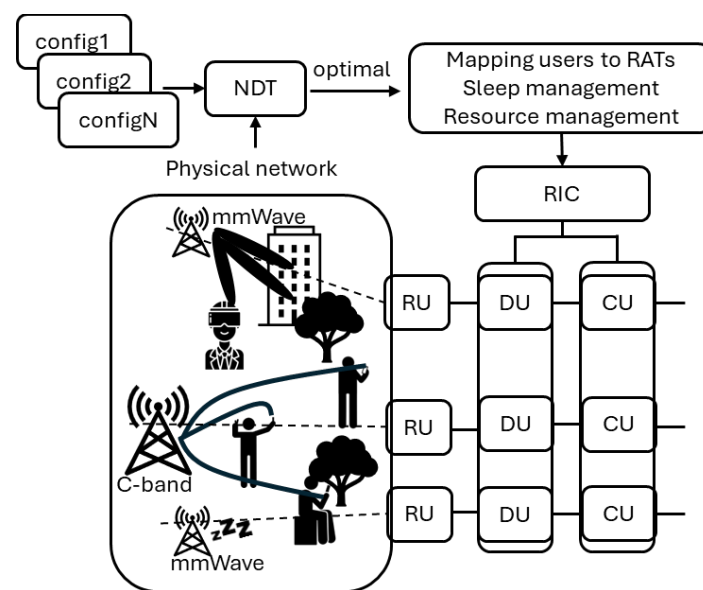 config1
config2
configN
NDT
optimal
Mapping users to RATs
Sleep management
Resource management
Physical network
RIC
mmWave
RU
DU
CU
C-band
RU
DU
CU
zzZ
mmWave
RU
DU
CU